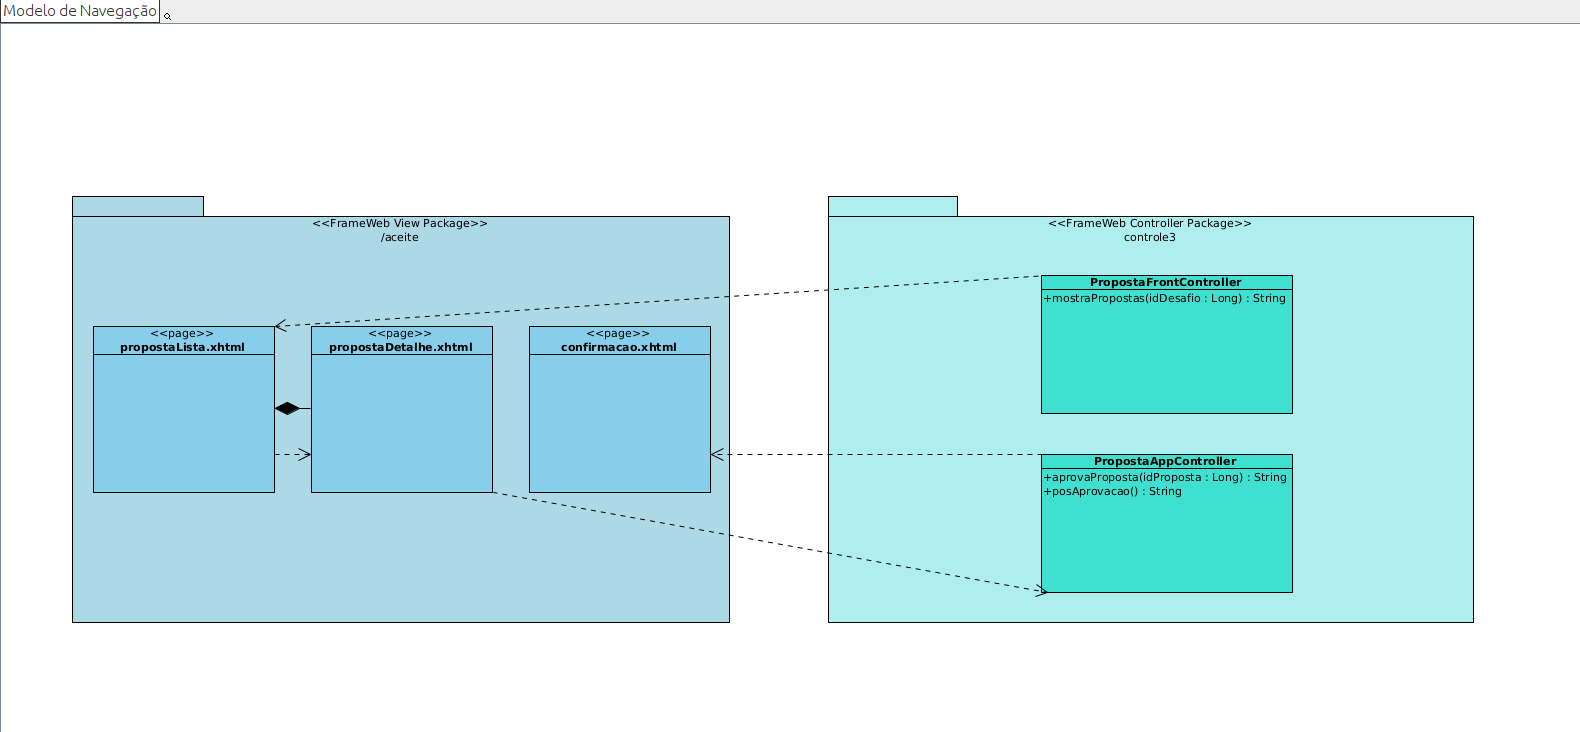 Modelo de Navegação
<<FrameWeb View Package>>
/aceite
<<page>>
propostaLista.xhtml
<<page>>
propostaDetalhe.xhtml
<<page>>
confirmacao.xhtml
<<FrameWeb Controller Package>>
controle3
PropostaFrontController
+mostraPropostas(idDesafio : Long) : String
PropostaAppController
+aprovaProposta(idProposta : Long) : String
+posAprovacao() : String